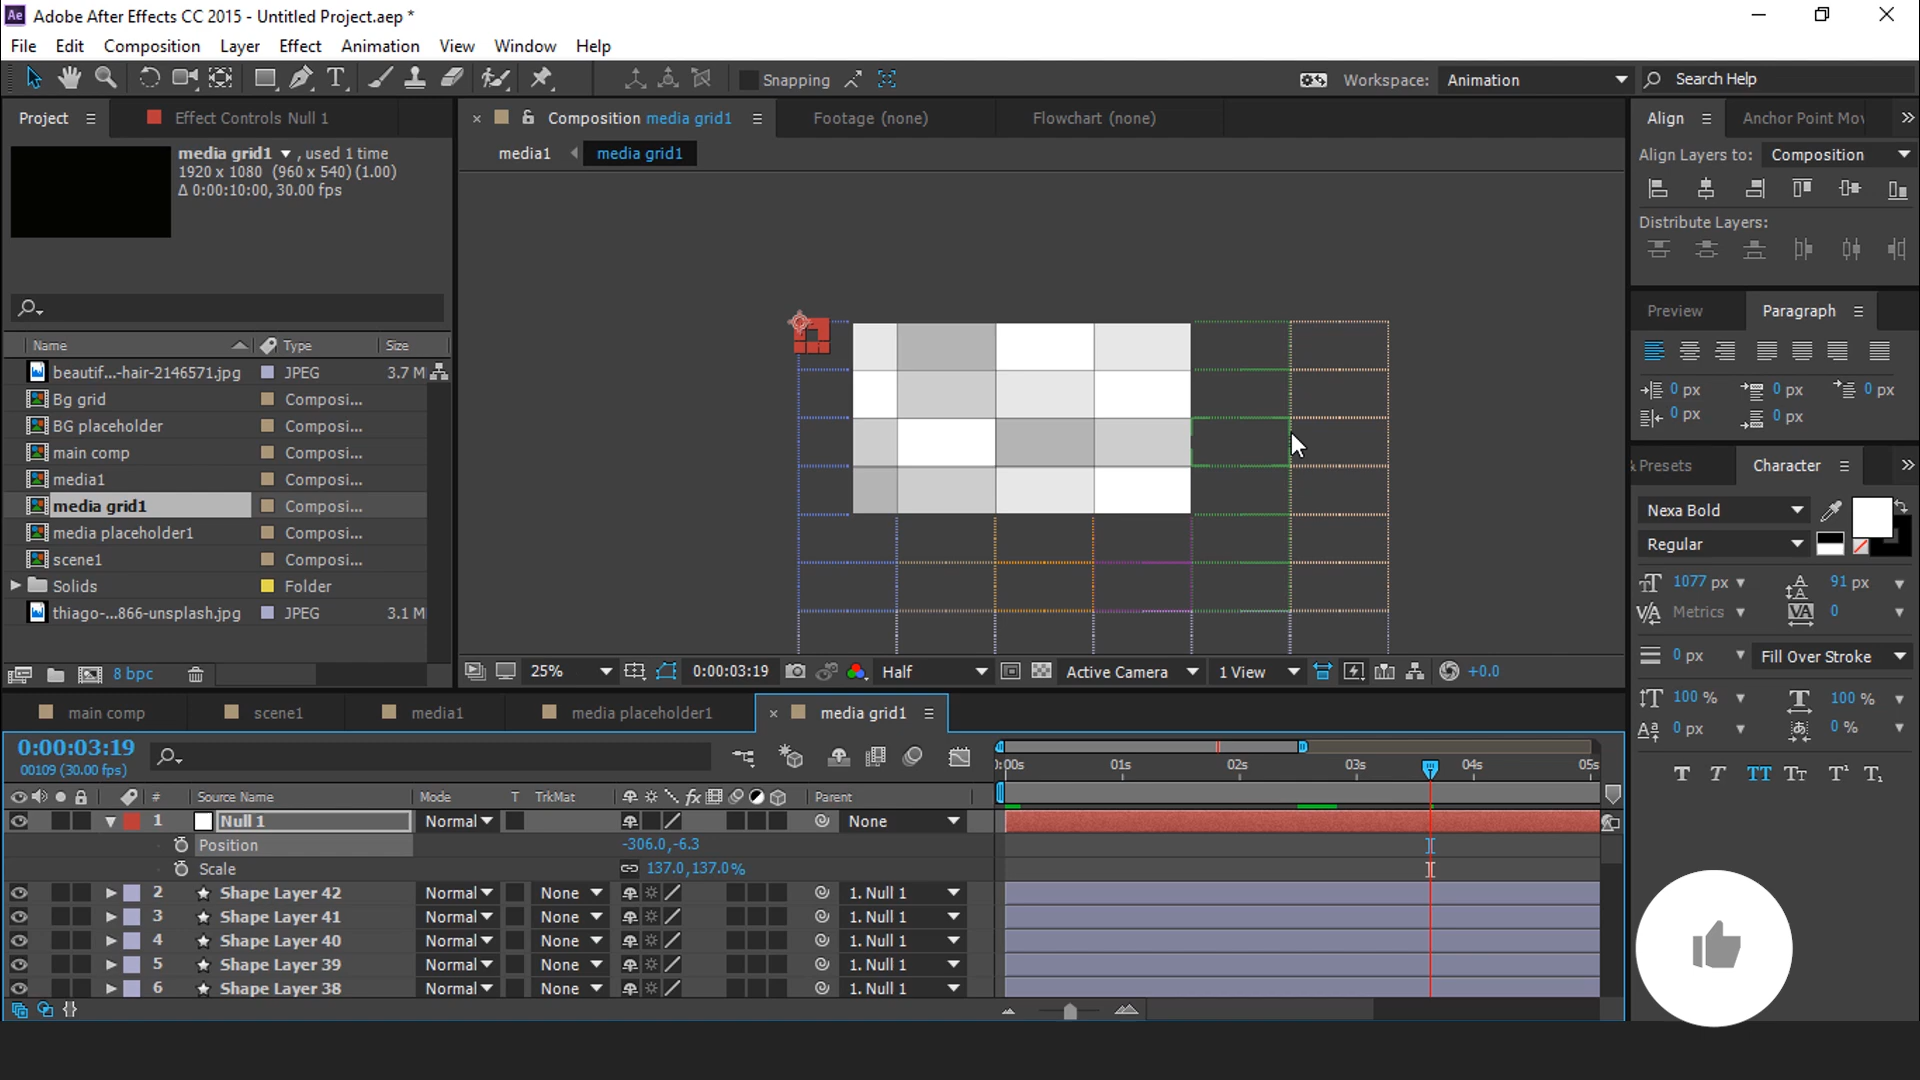 Ae Adobe After Effects CC 2015 - Untitled Project.aep *
File Edit Composition Layer Effect Animation View Window Help
T Snapping Workspace: Animation Search Help
Project Effect Controls Null 1 Composition media grid1 Footage (none) Flowchart (none) Align Anchor Point Mov
media1 media grid1
media grid1 , used 1 time
1920 x 1080 (960 x 540) (1.00)
Δ 0:00:10:00, 30.00 fps
Align Layers to: Composition
Distribute Layers:
Preview Paragraph
0 px 0 px 0 px
0 px 0 px
Name Type Size
beautif...-hair-2146571.jpg JPEG 3.7 M
Bg grid Composi...
BG placeholder Composi...
main comp Composi...
media1 Composi...
media grid1 Composi...
media placeholder1 Composi...
scene1 Composi...
Solids Folder
thiago-...866-unsplash.jpg JPEG 3.1 M
8 bpc
25% 0:00:03:19 Half Active Camera 1 View +0.0
& Presets Character
Nexa Bold
Regular
1077 px 91 px
Metrics 0
0 px Fill Over Stroke
100 % 100 %
0 px 0 %
T T TT Tт T¹ T₁
main comp scene1 media1 media placeholder1 media grid1
0:00:03:19
00109 (30.00 fps)
):00s 01s 02s 03s 04s 05s
# Source Name Mode T TrkMat fx Parent
1 Null 1 Normal None
Position -306.0,-6.3
Scale 137.0,137.0%
2 Shape Layer 42 Normal None 1. Null 1
3 Shape Layer 41 Normal None 1. Null 1
4 Shape Layer 40 Normal None 1. Null 1
5 Shape Layer 39 Normal None 1. Null 1
6 Shape Layer 38 Normal None 1. Null 1